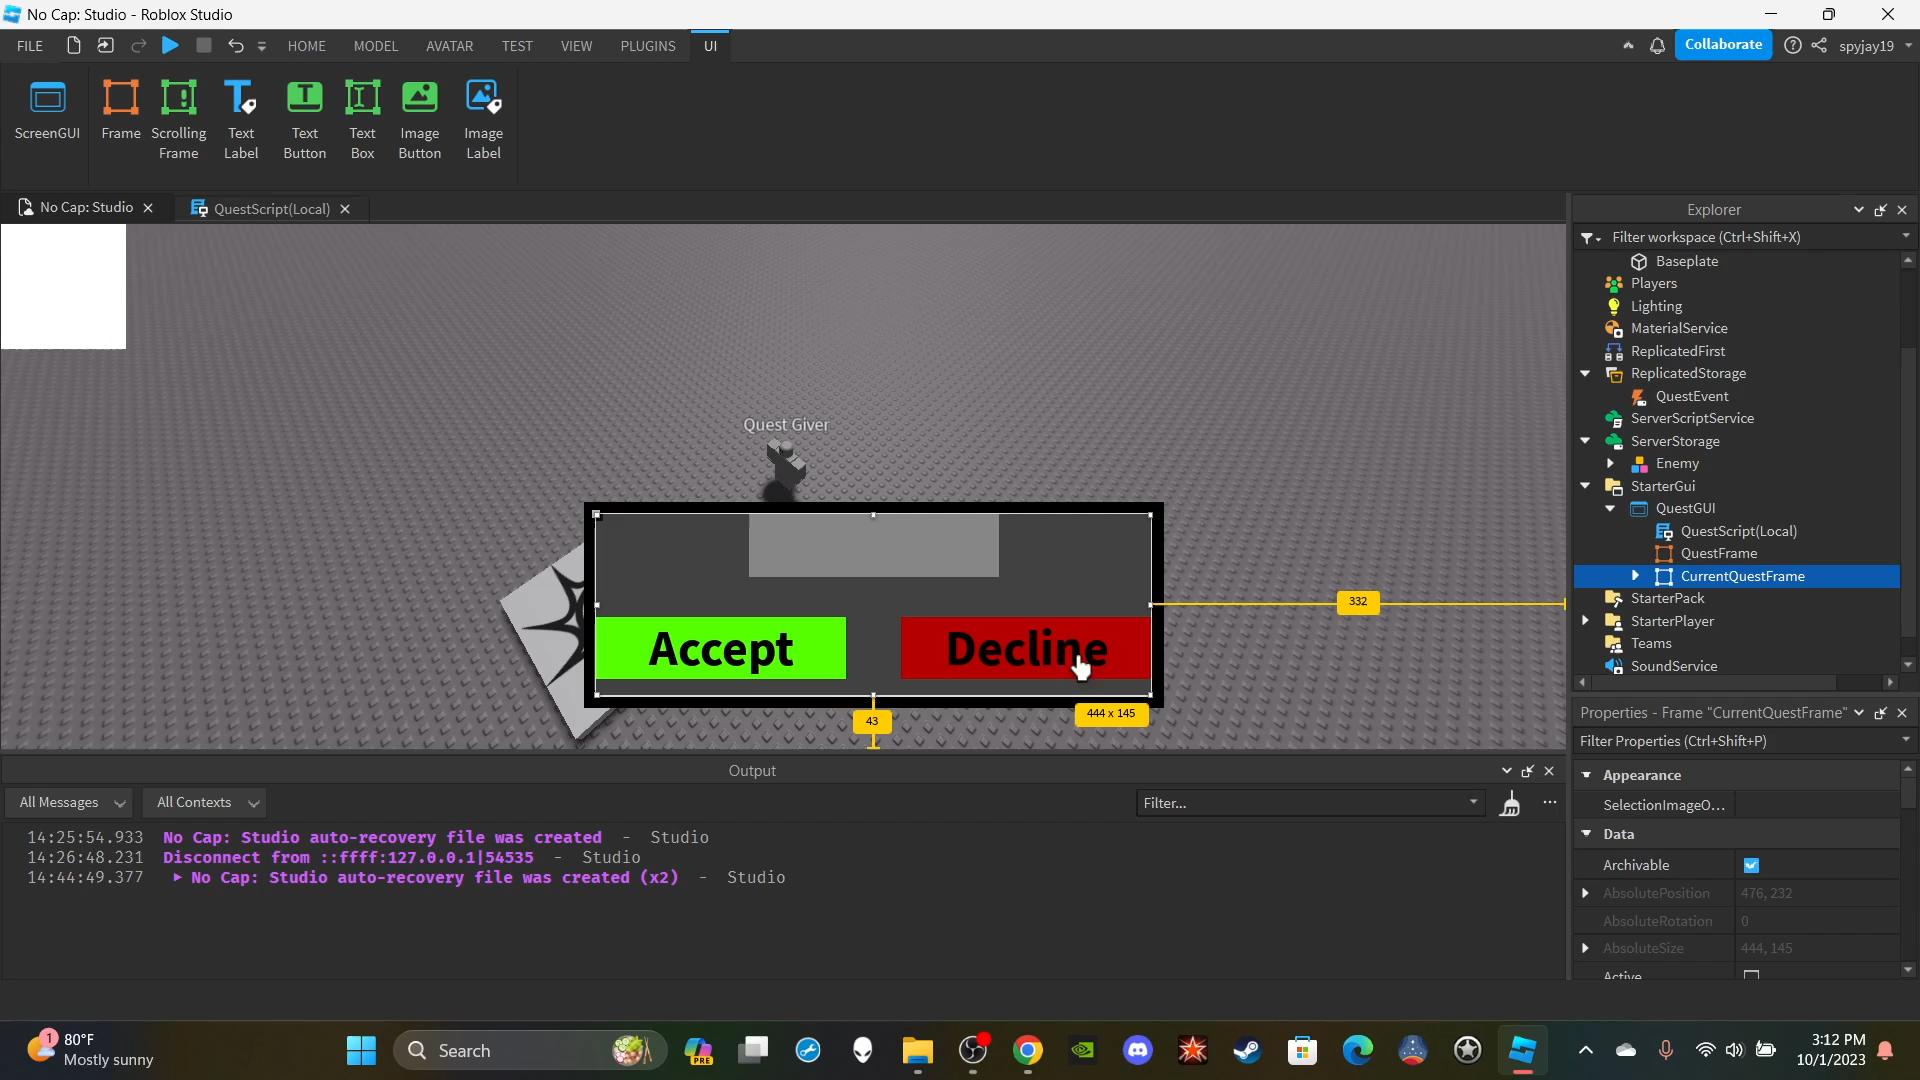 No Cap: Studio - Roblox Studio
FILE HOME MODEL AVATAR TEST VIEW PLUGINS UI Collaborate spyjay19
ScreenGUI Frame Scrolling Frame Text Label Text Button Text Box Image Button Image Label
No Cap: Studio QuestScript(Local)
Explorer
Filter workspace (Ctrl+Shift+X)
Baseplate
Players
Lighting
MaterialService
ReplicatedFirst
ReplicatedStorage
QuestEvent
ServerScriptService
ServerStorage
Enemy
StarterGui
QuestGUI
QuestScript(Local)
QuestFrame
CurrentQuestFrame
StarterPack
StarterPlayer
Teams
SoundService
Quest Giver
332
Accept Decline
43 444 x 145
Properties - Frame "CurrentQuestFrame"
Filter Properties (Ctrl+Shift+P)
Appearance
SelectionImageO...
Data
Archivable
AbsolutePosition 476, 232
AbsoluteRotation 0
AbsoluteSize 444, 145
Active
Output
All Messages All Contexts Filter...
14:25:54.933 No Cap: Studio auto-recovery file was created - Studio
14:26:48.231 Disconnect from ::ffff:127.0.0.1|54535 - Studio
14:44:49.377 No Cap: Studio auto-recovery file was created (x2) - Studio
1 80°F
Mostly sunny
Search
PRE
3:12 PM
10/1/2023